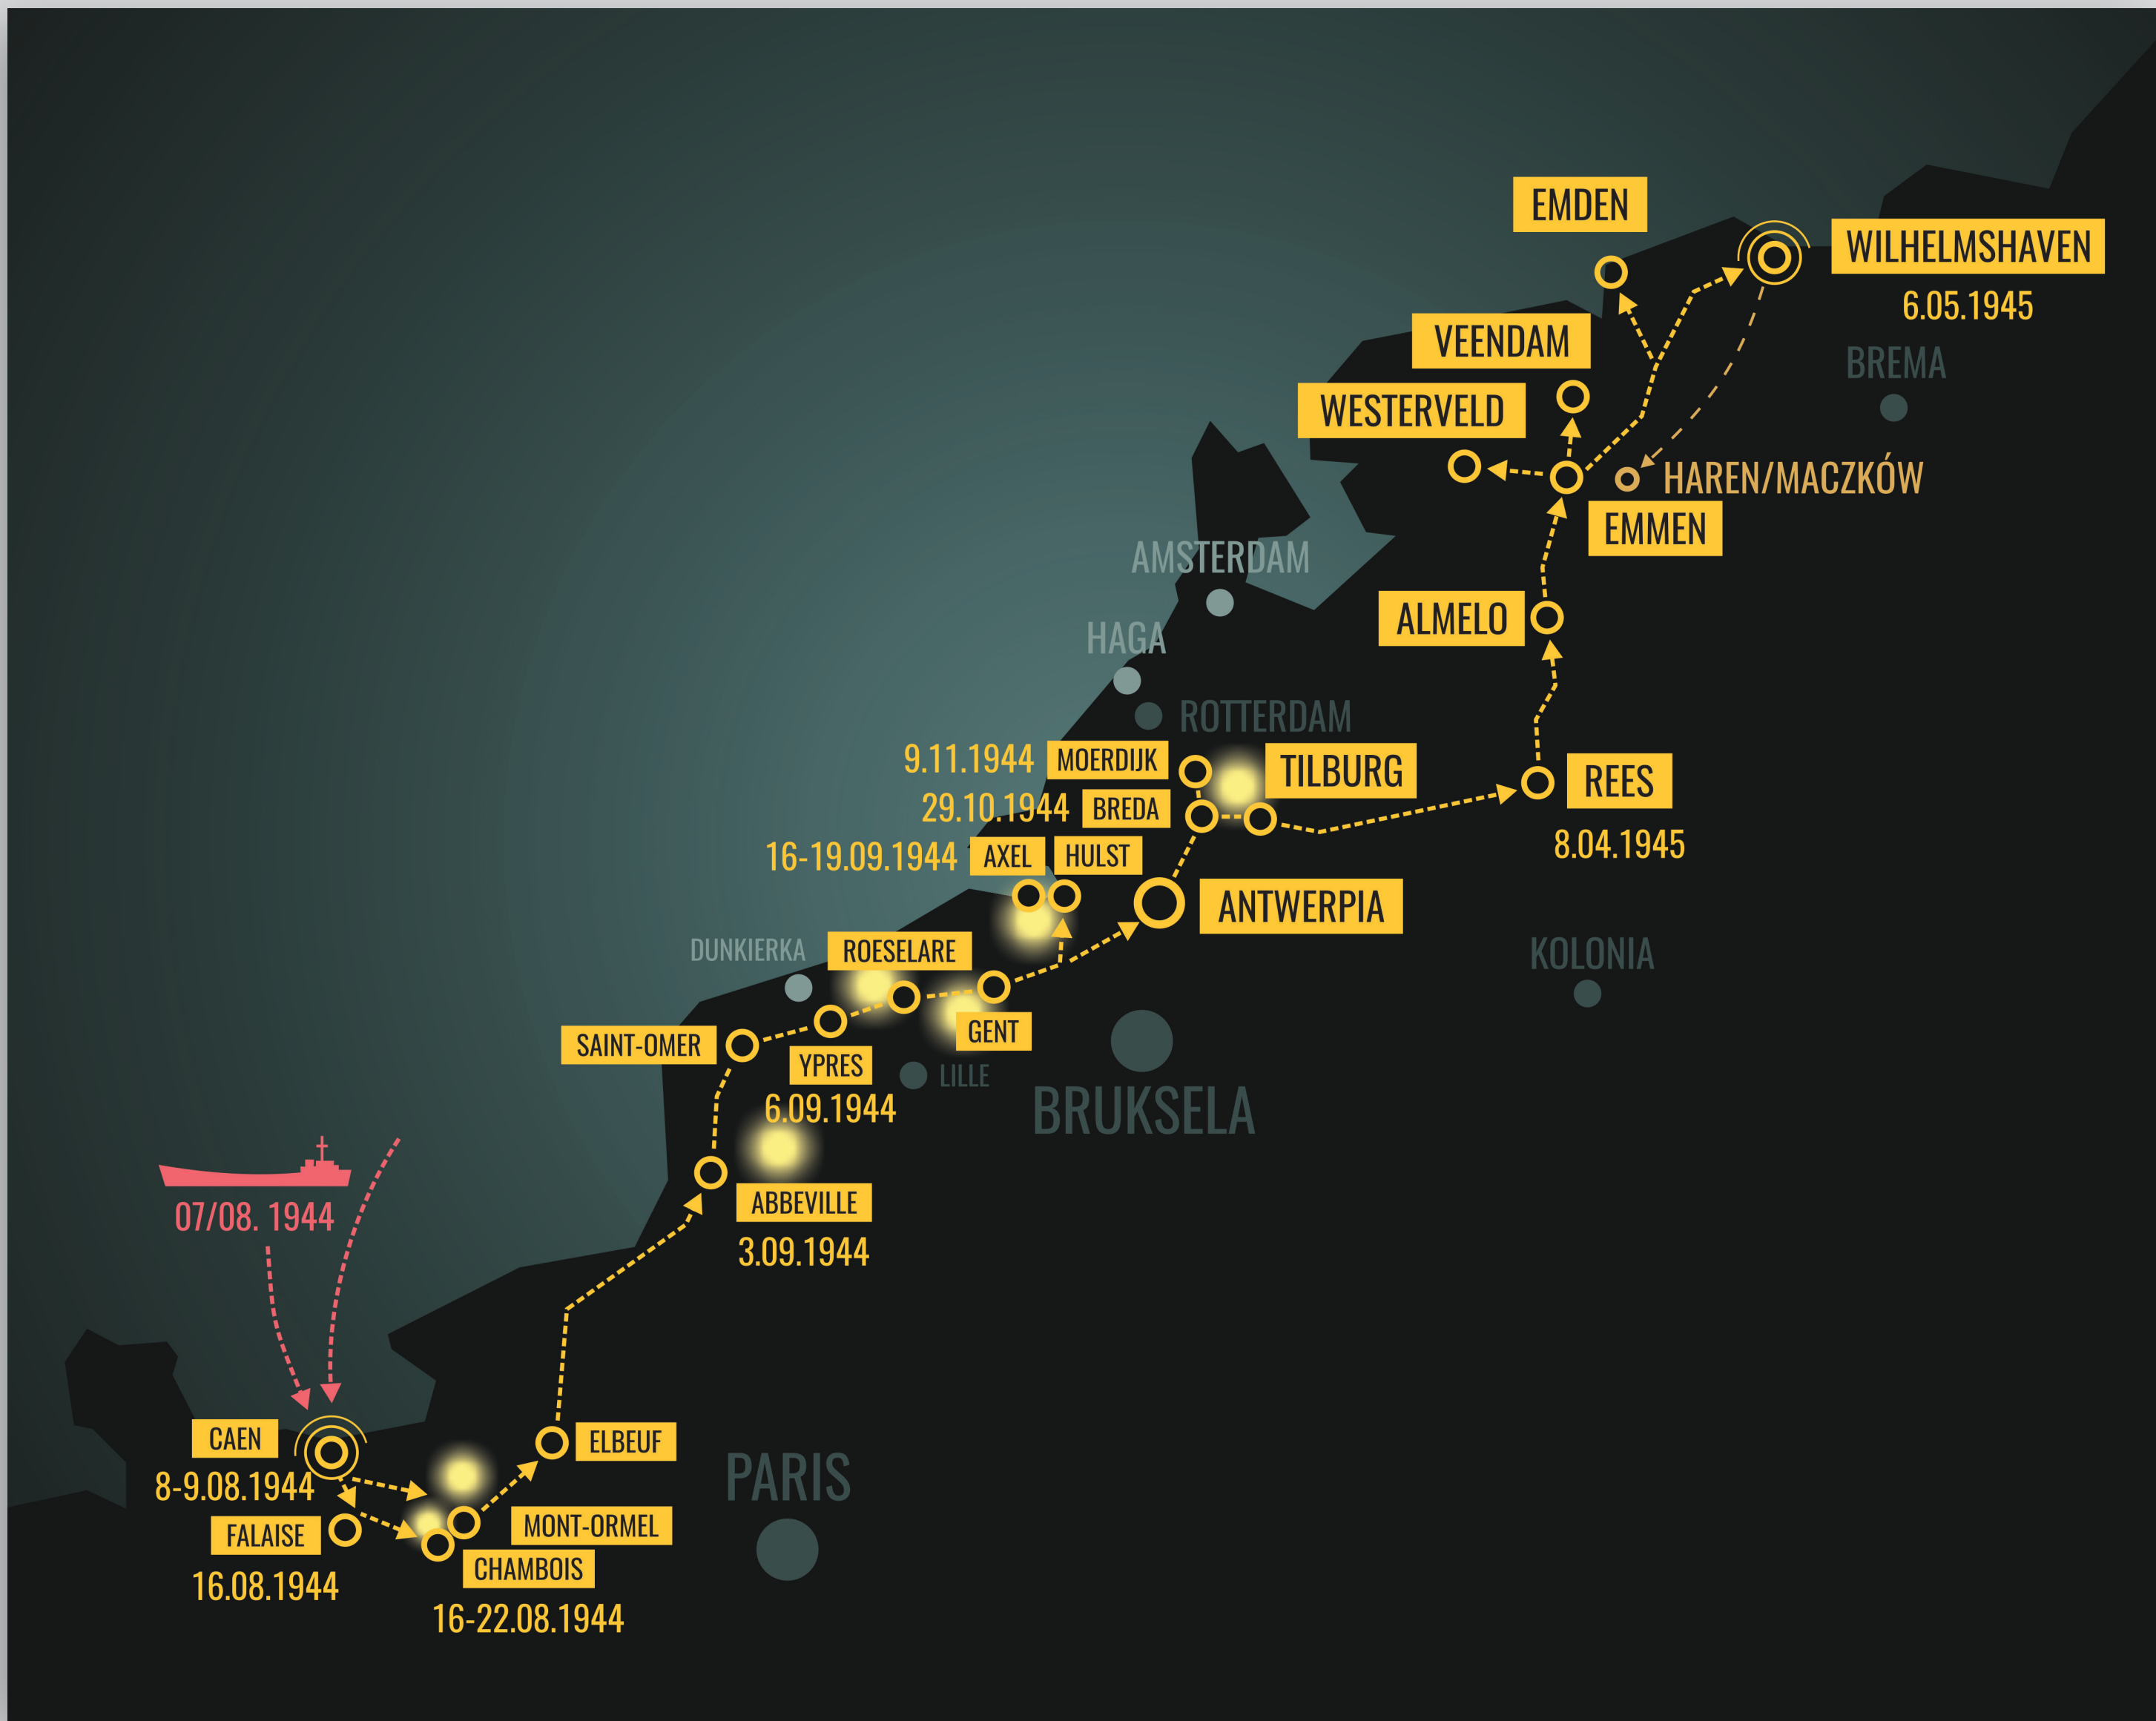 EMDEN
WILHELMSHAVEN
6.05.1945
VEENDAM
BREMA
WESTERVELD
HAREN/MACZKÓW
EMMEN
AMSTERDAM
ALMELO
HAGA
ROTTERDAM
9.11.1944 MOERDIJK
TILBURG
REES
29.10.1944 BREDA
8.04.1945
16-19.09.1944 AXEL HULST
ANTWERPIA
DUNKIERKA
ROESELARE
KOLONIA
GENT
SAINT-OMER
YPRES
LILLE
6.09.1944
BRUKSELA
ABBEVILLE
3.09.1944
07/08. 1944
CAEN
8-9.08.1944
ELBEUF
PARIS
FALAISE
16.08.1944
MONT-ORMEL
CHAMBOIS
16-22.08.1944